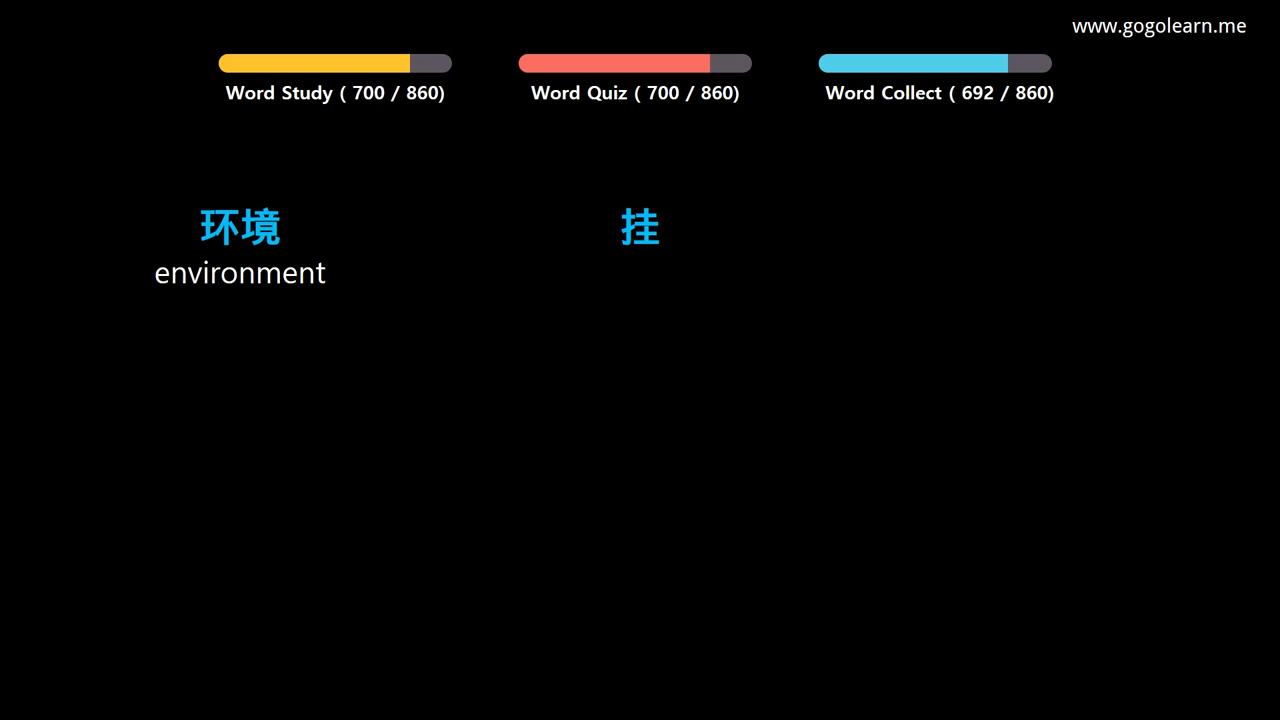 www.gogolearn.me
Word Study ( 700 / 860)
Word Quiz ( 700 / 860)
Word Collect ( 692 / 860)
环境
environment
挂